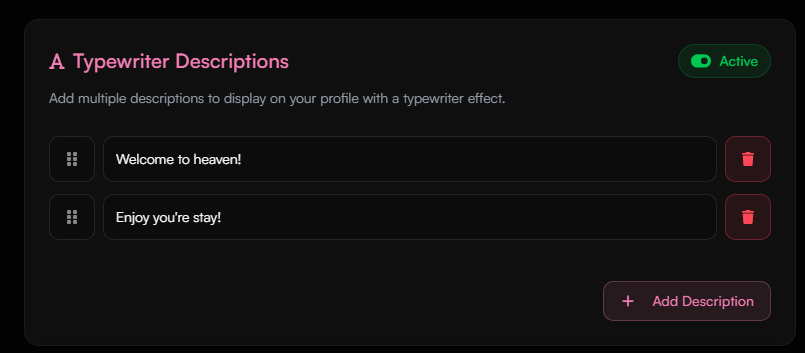 A Typewriter Descriptions
Active
Add multiple descriptions to display on your profile with a typewriter effect.
Welcome to heaven!
Enjoy you're stay!
+ Add Description